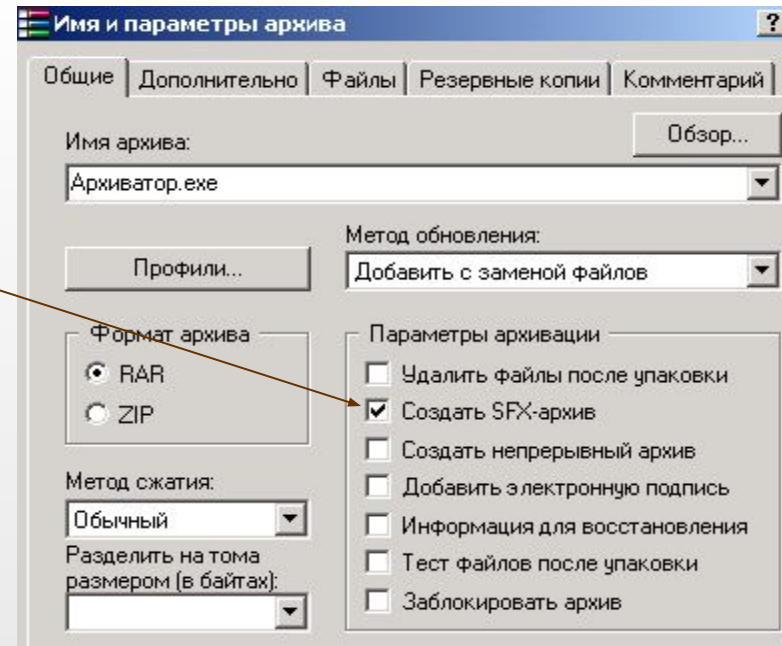 Имя и параметры архива
?
Общие Дополнительно Файлы Резервные копии Комментарий
Имя архива:
Обзор...
Архиватор.exe
Профили...
Метод обновления:
Добавить с заменой файлов
Формат архива
RAR
ZIP
Метод сжатия:
Обычный
Разделить на тома
размером (в байтах):
Параметры архивации
Удалить файлы после упаковки
Создать SFX-архив
Создать непрерывный архив
Добавить электронную подпись
Информация для восстановления
Тест файлов после упаковки
Заблокировать архив